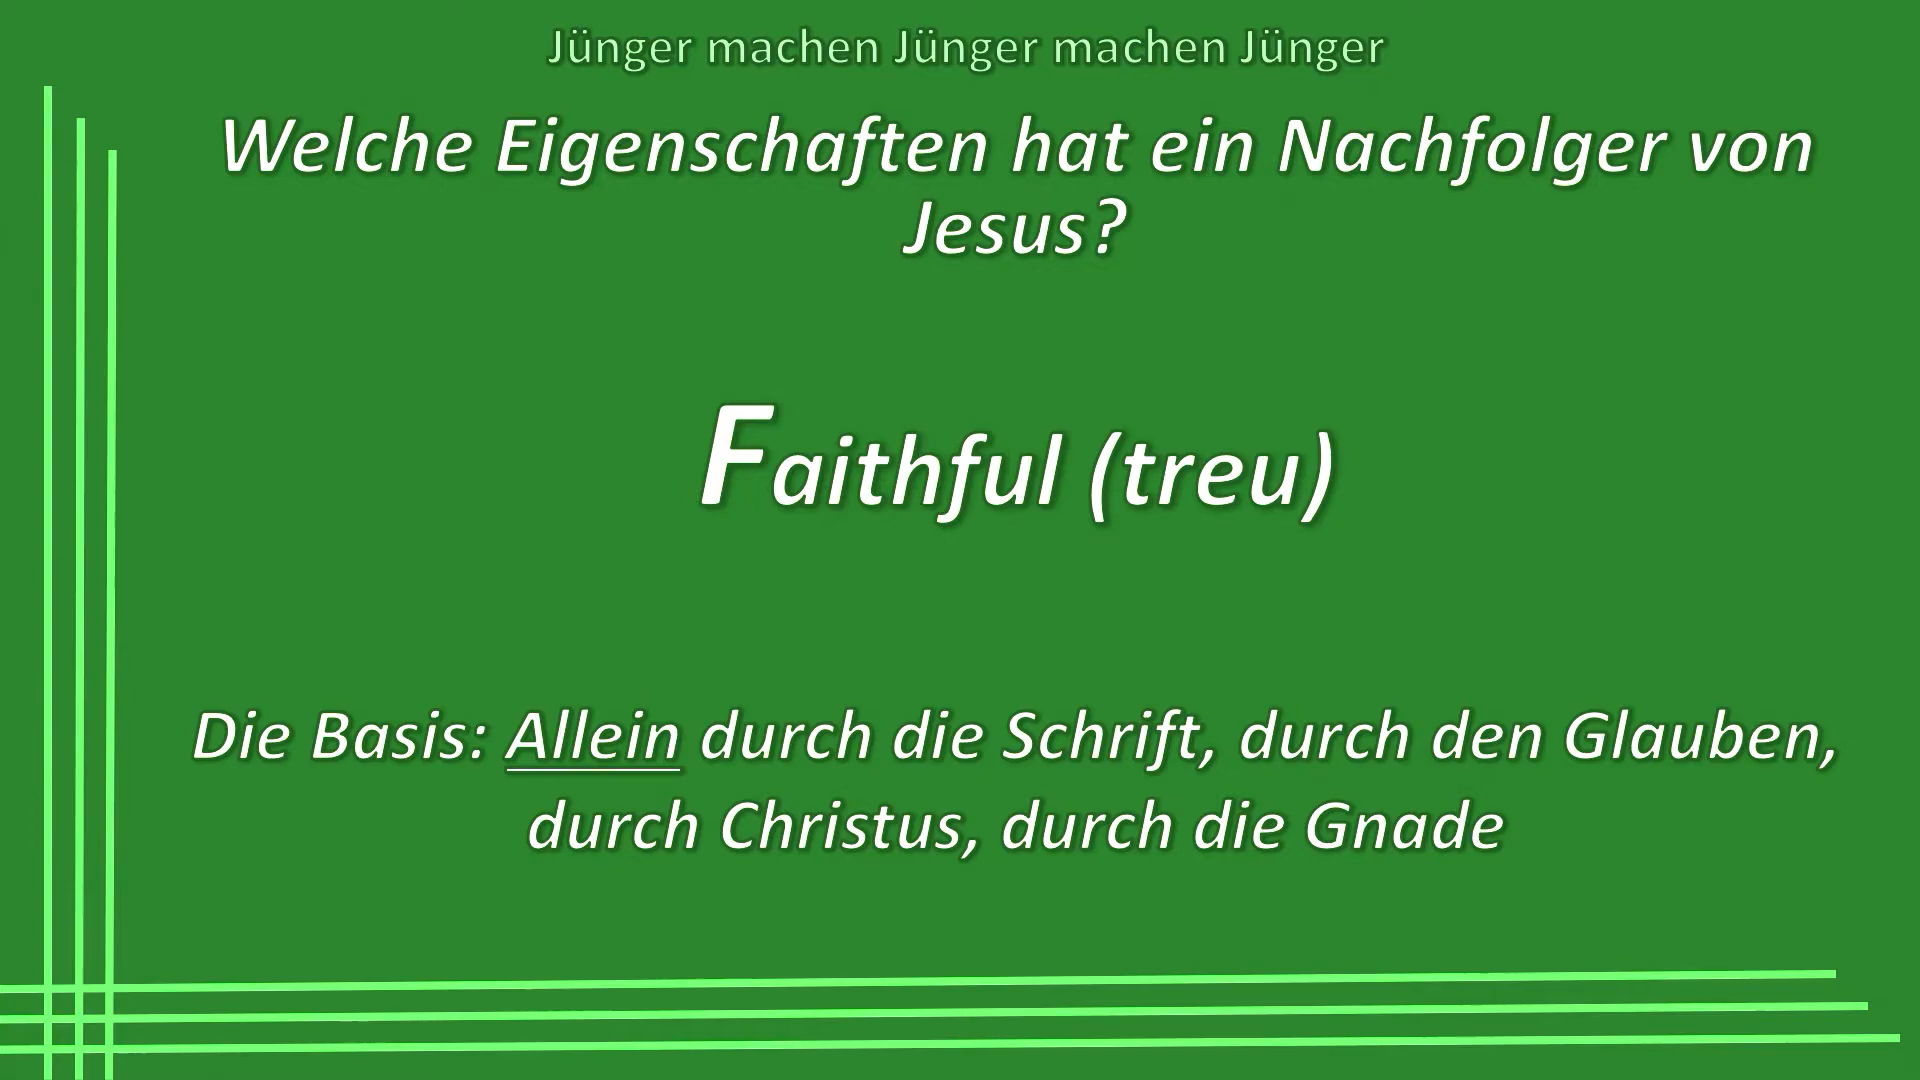 Jünger machen Jünger machen Jünger
Welche Eigenschaften hat ein Nachfolger von
Jesus?
Faithful (treu)
Die Basis: Allein durch die Schrift, durch den Glauben,
durch Christus, durch die Gnade